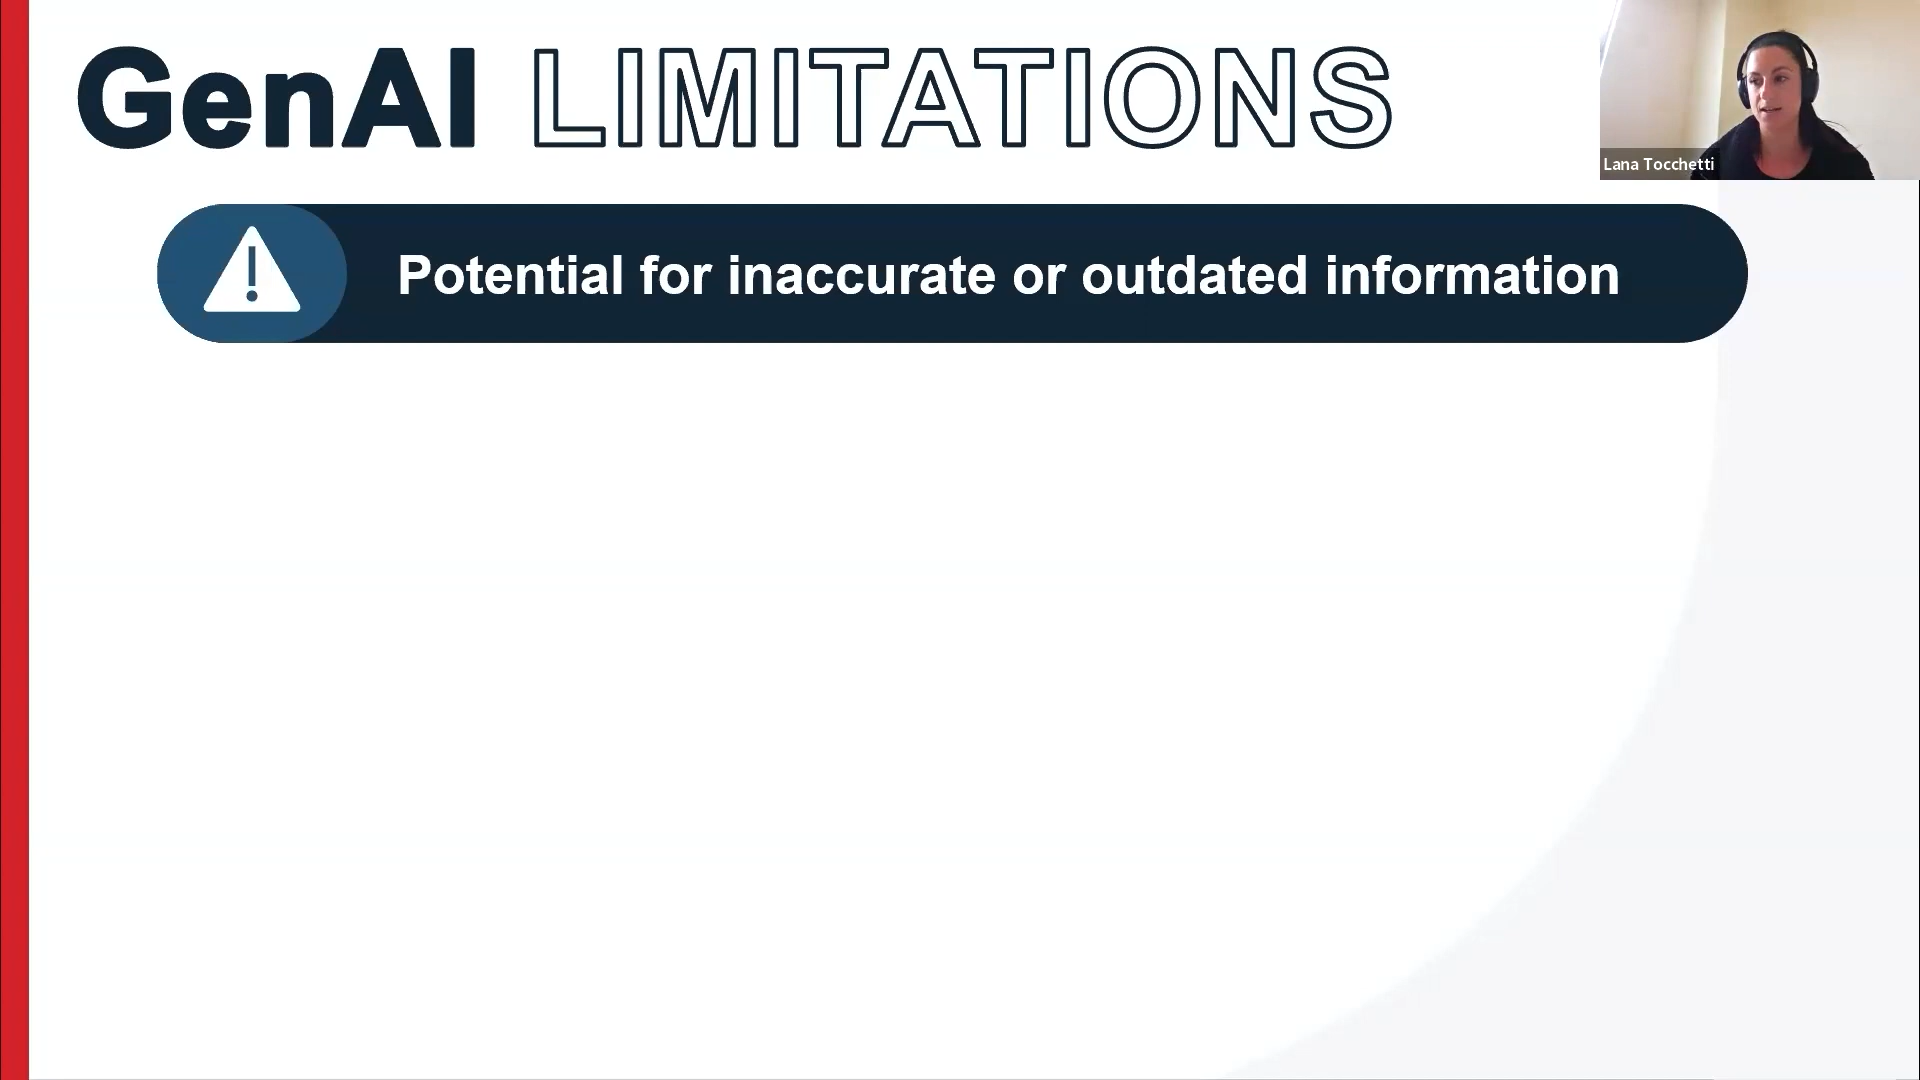 GenAI LIMITATIONS
Lana Tocchetti
Potential for inaccurate or outdated information